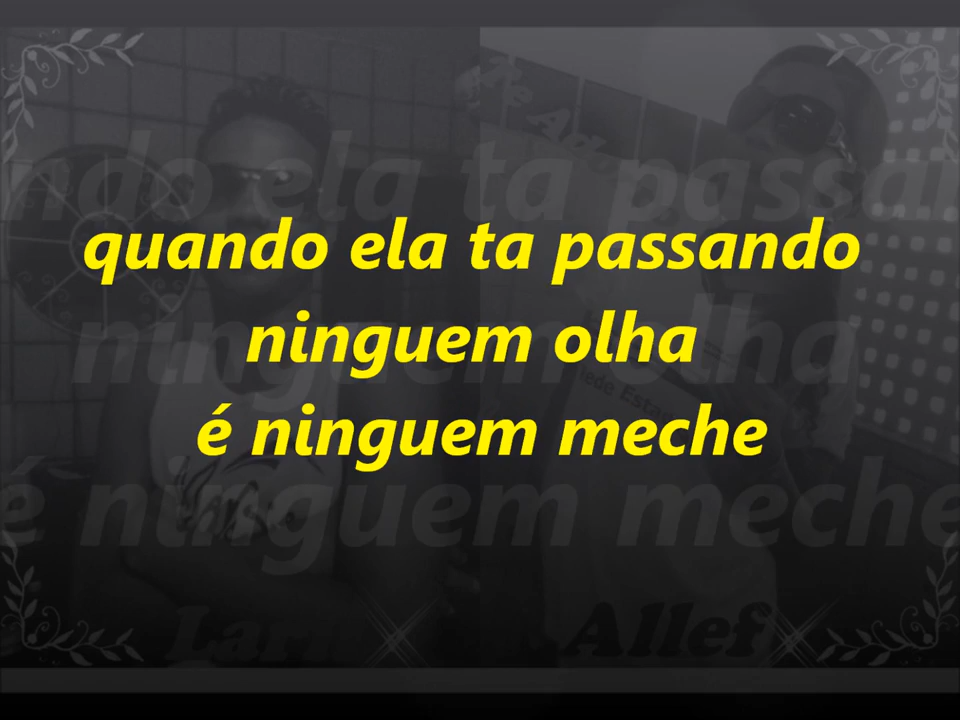 quando ela ta passando
ninguem olha
é ninguem meche
Allef